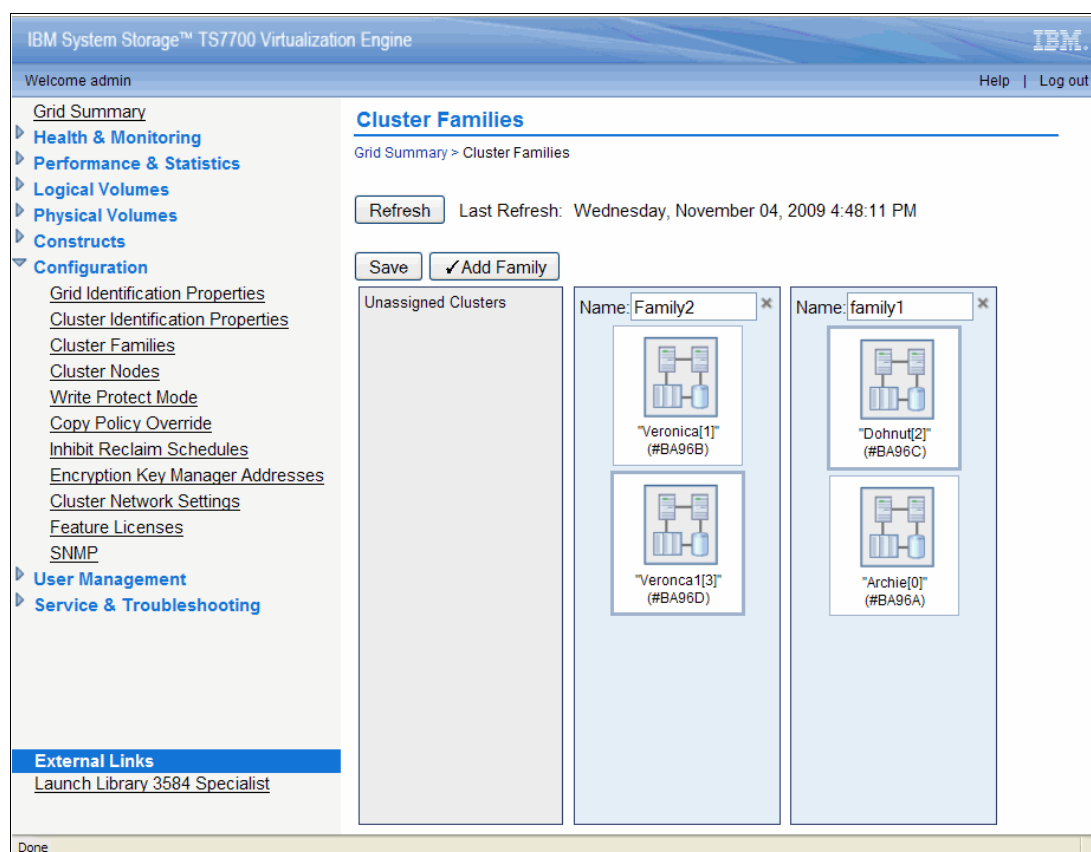 IBM System Storage™ TS7700 Virtualization Engine
IBM.
Welcome admin
Help | Log out
Grid Summary
Health & Monitoring
Performance & Statistics
Logical Volumes
Physical Volumes
Constructs
Configuration
Grid Identification Properties
Cluster Identification Properties
Cluster Families
Cluster Nodes
Write Protect Mode
Copy Policy Override
Inhibit Reclaim Schedules
Encryption Key Manager Addresses
Cluster Network Settings
Feature Licenses
SNMP
User Management
Service & Troubleshooting
External Links
Launch Library 3584 Specialist
Cluster Families
Grid Summary > Cluster Families
Refresh Last Refresh: Wednesday, November 04, 2009 4:48:11 PM
Save ✓Add Family
Unassigned Clusters
Name: Family2
"Veronica[1]"
(#BA96B)
"Veronca1[3]"
(#BA96D)
Name: family1
"Dohnut[2]"
(#BA96C)
"Archie[0]"
(#BA96A)
Done